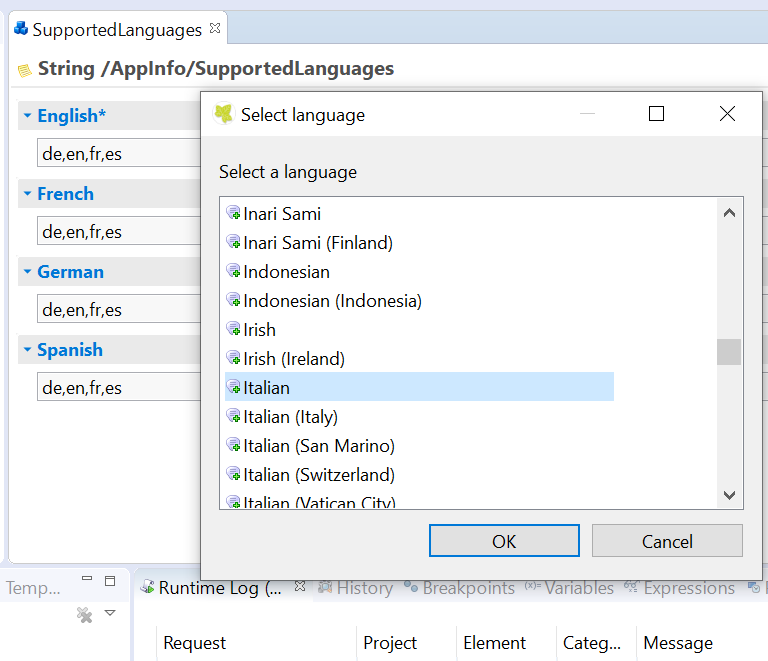 SupportedLanguages
String /AppInfo/SupportedLanguages
English*
de,en,fr,es
French
de,en,fr,es
German
de,en,fr,es
Spanish
de,en,fr,es
Select language
Select a language
Inari Sami
Inari Sami (Finland)
Indonesian
Indonesian (Indonesia)
Irish
Irish (Ireland)
Italian
Italian (Italy)
Italian (San Marino)
Italian (Switzerland)
Italian (Vatican City)
OK Cancel
Temp... Runtime Log (... History Breakpoints (x)= Variables Expressions
Request Project Element Categ... Message